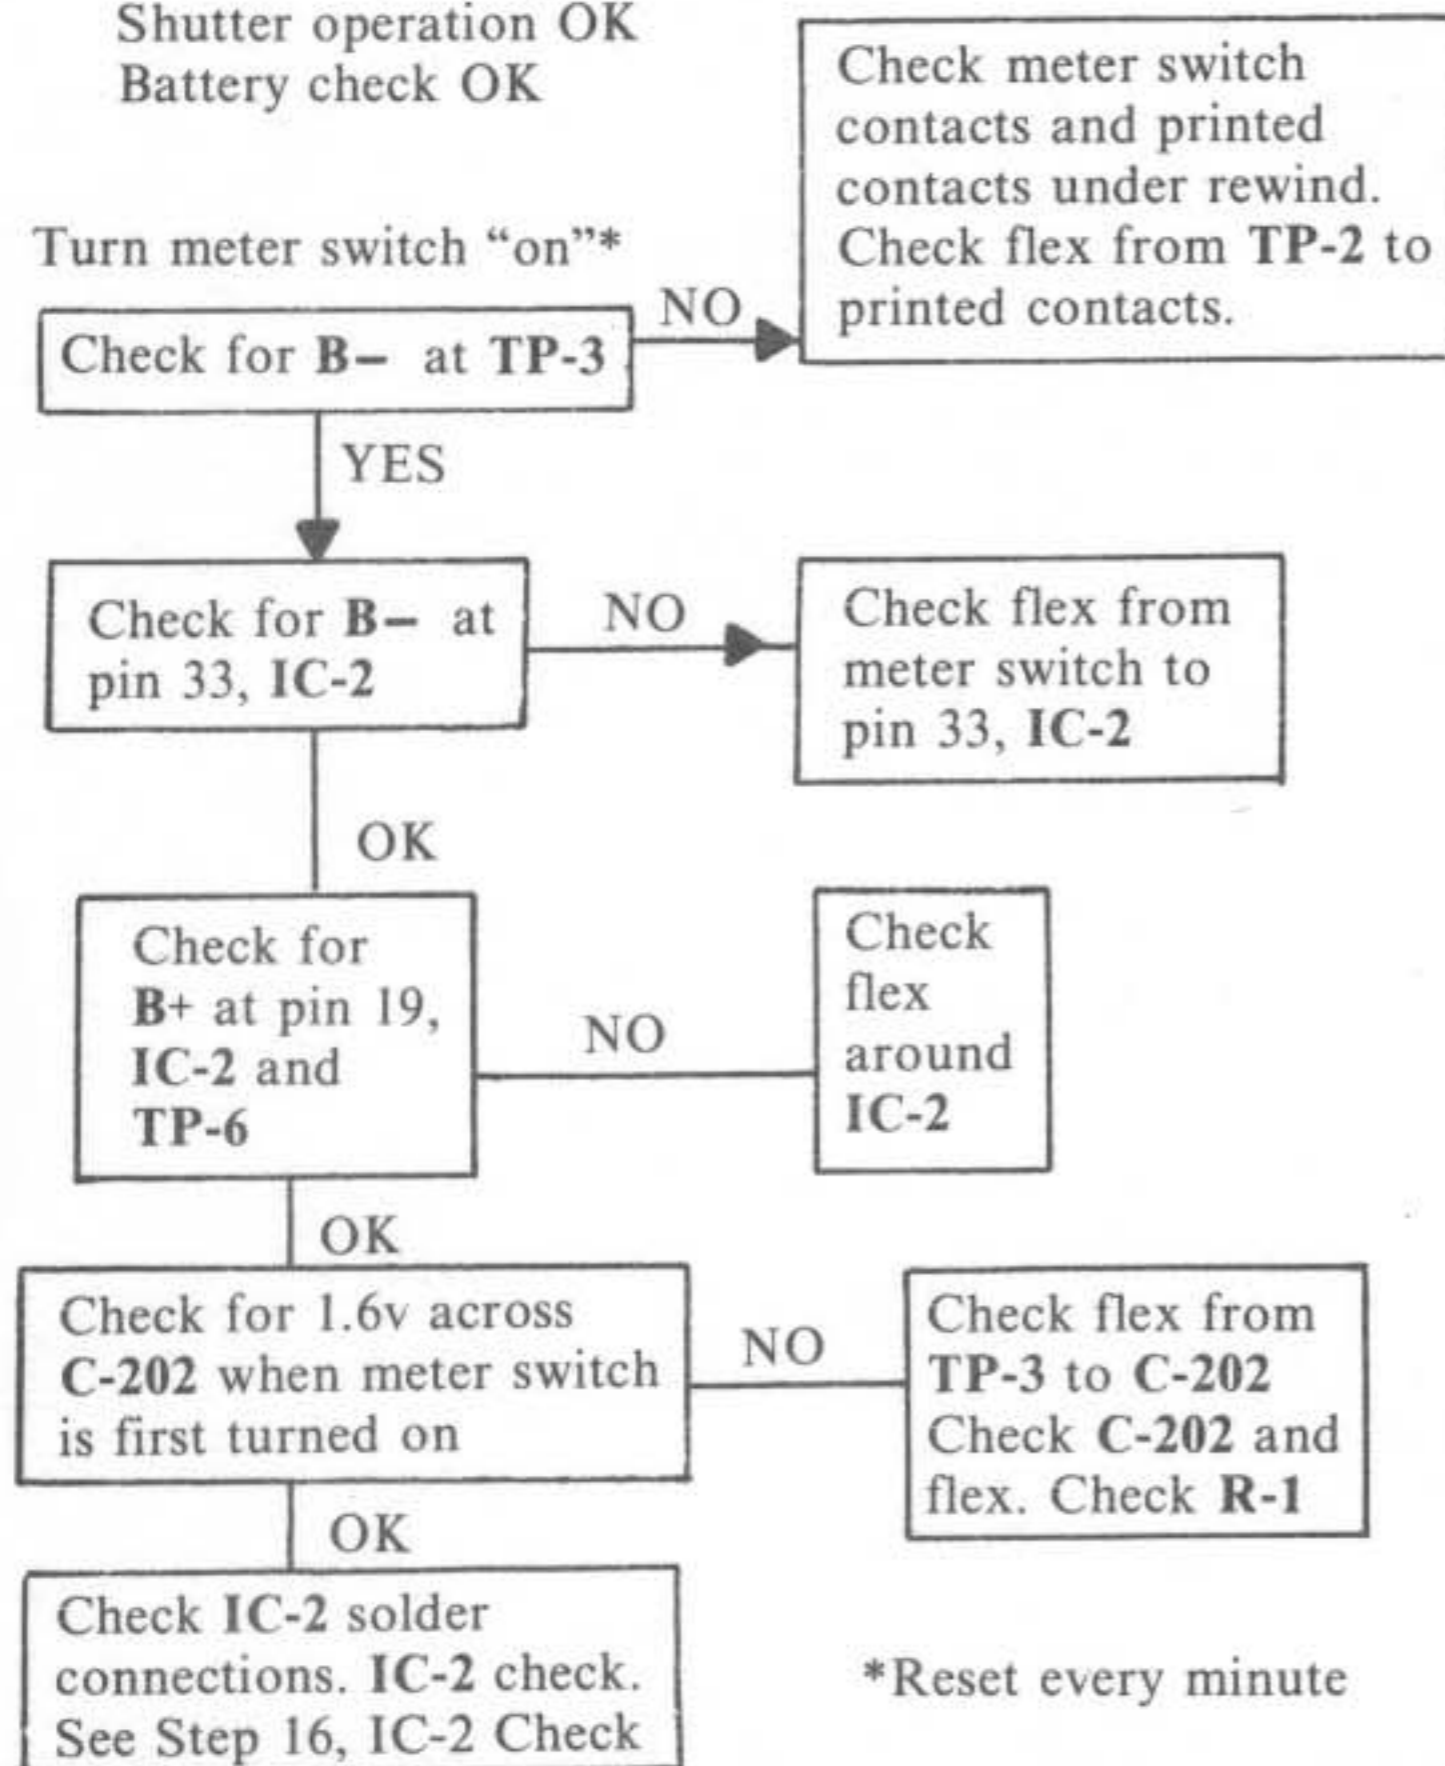 Shutter operation OK
Battery check OK
Check meter switch
contacts and printed
contacts under rewind.
Check flex from TP-2 to
printed contacts.
Turn meter switch “on”*
NO
Check for B− at TP-3
YES
Check for B− at
pin 33, IC-2
NO
Check flex from
meter switch to
pin 33, IC-2
OK
Check for
B+ at pin 19,
IC-2 and
TP-6
NO
Check
flex
around
IC-2
OK
Check for 1.6v across
C-202 when meter switch
is first turned on
NO
Check flex from
TP-3 to C-202
Check C-202 and
flex. Check R-1
OK
Check IC-2 solder
connections. IC-2 check.
See Step 16, IC-2 Check
*Reset every minute